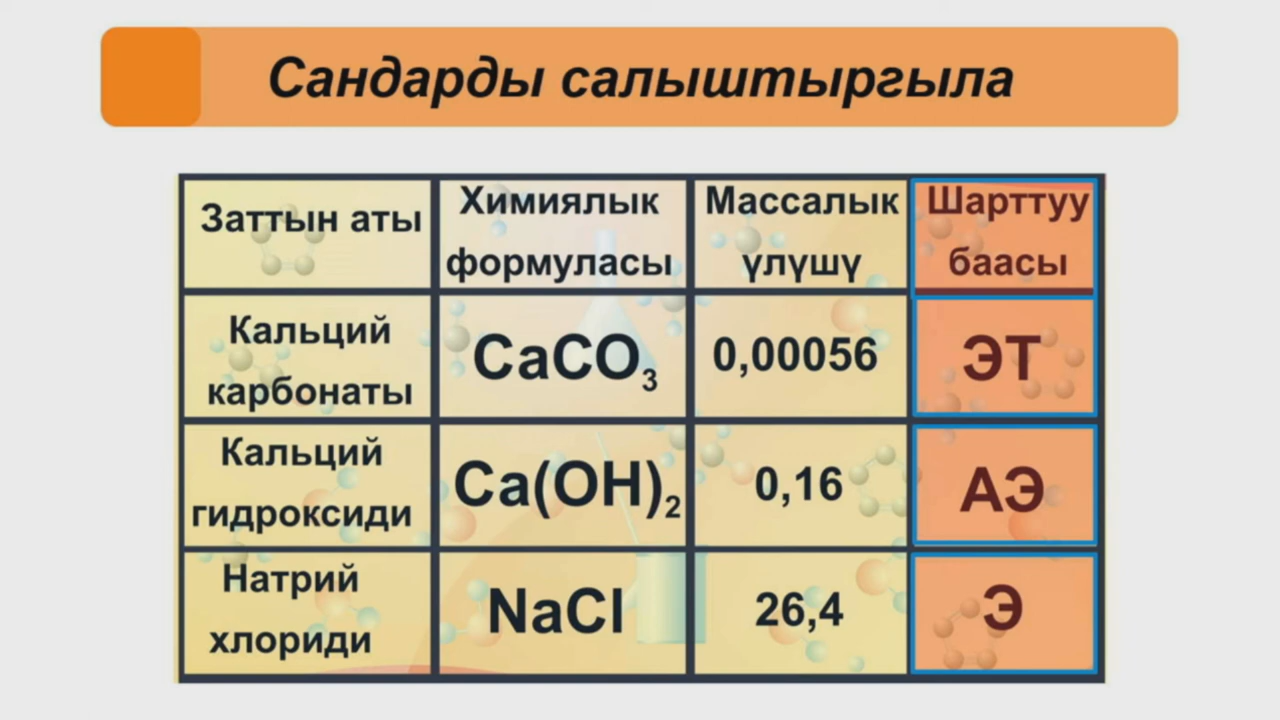 Сандарды салыштыргыла
Заттын аты
Химиялык
формуласы
Массалык
үлүшү
Шарттуу
баасы
Кальций
карбонаты
CaCO₃
0,00056
ЭТ
Кальций
гидроксиди
Ca(OH)₂
0,16
АЭ
Натрий
хлориди
NaCl
26,4
Э